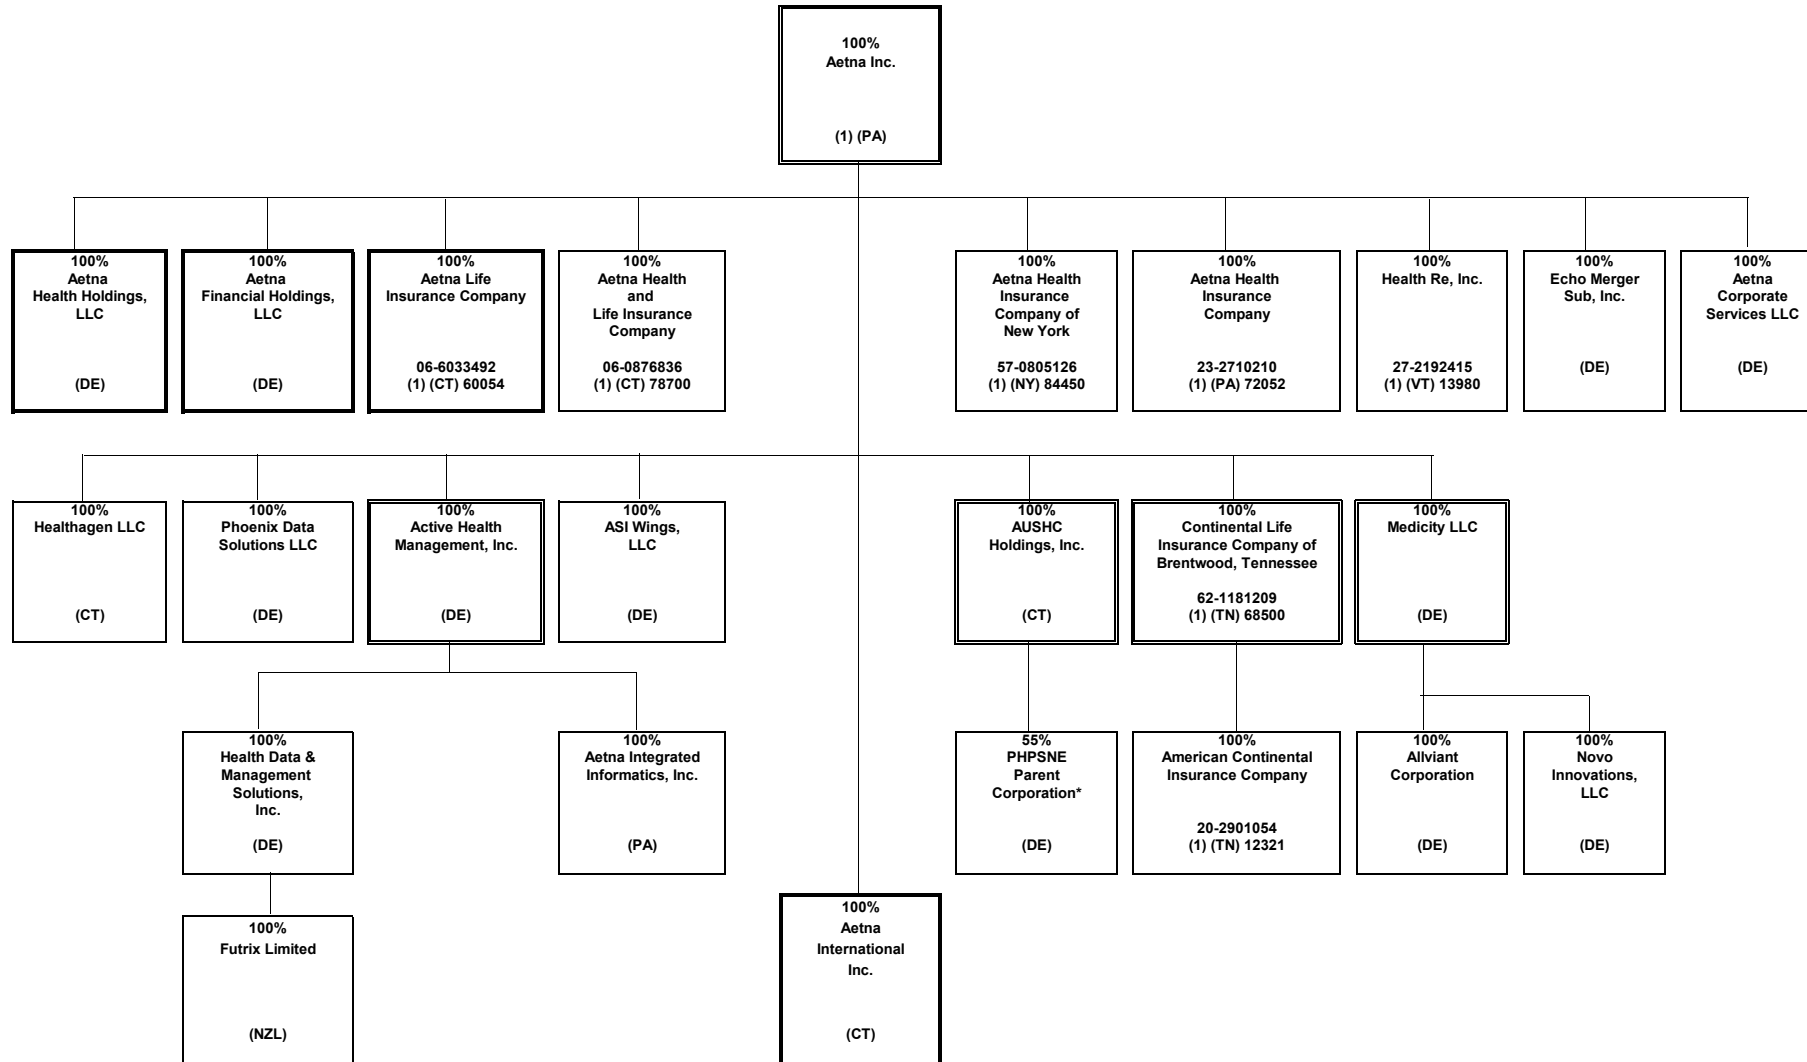 100%
Aetna Inc.
(1) (PA)
100%
Aetna
Health Holdings,
LLC
(DE)
100%
Aetna
Financial Holdings,
LLC
(DE)
100%
Aetna Life
Insurance Company
06-6033492
(1) (CT) 60054
100%
Aetna Health
and
Life Insurance
Company
06-0876836
(1) (CT) 78700
100%
Aetna Health
Insurance
Company of
New York
57-0805126
(1) (NY) 84450
100%
Aetna Health
Insurance
Company
23-2710210
(1) (PA) 72052
100%
Health Re, Inc.
27-2192415
(1) (VT) 13980
100%
Echo Merger
Sub, Inc.
(DE)
100%
Aetna
Corporate
Services LLC
(DE)
100%
Healthagen LLC
(CT)
100%
Phoenix Data
Solutions LLC
(DE)
100%
Active Health
Management, Inc.
(DE)
100%
ASI Wings,
LLC
(DE)
100%
AUSHC
Holdings, Inc.
(CT)
100%
Continental Life
Insurance Company of
Brentwood, Tennessee
62-1181209
(1) (TN) 68500
100%
Medicity LLC
(DE)
100%
Health Data &
Management
Solutions,
Inc.
(DE)
100%
Aetna Integrated
Informatics, Inc.
(PA)
55%
PHPSNE
Parent
Corporation*
(DE)
100%
American Continental
Insurance Company
20-2901054
(1) (TN) 12321
100%
Allviant
Corporation
(DE)
100%
Novo
Innovations,
LLC
(DE)
100%
Futrix Limited
(NZL)
100%
Aetna
International
Inc.
(CT)